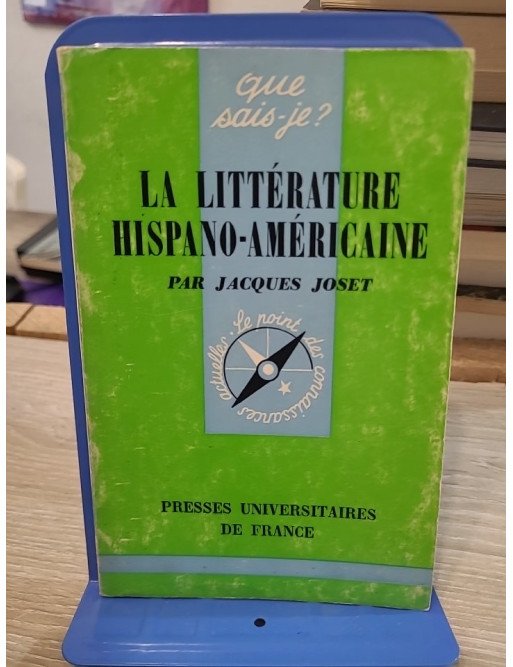 que
sais-je?
LA LITTÉRATURE
HISPANO-AMÉRICAINE
PAR JACQUES JOSET
Le point des connaissances actuelles.
PRESSES UNIVERSITAIRES
DE FRANCE